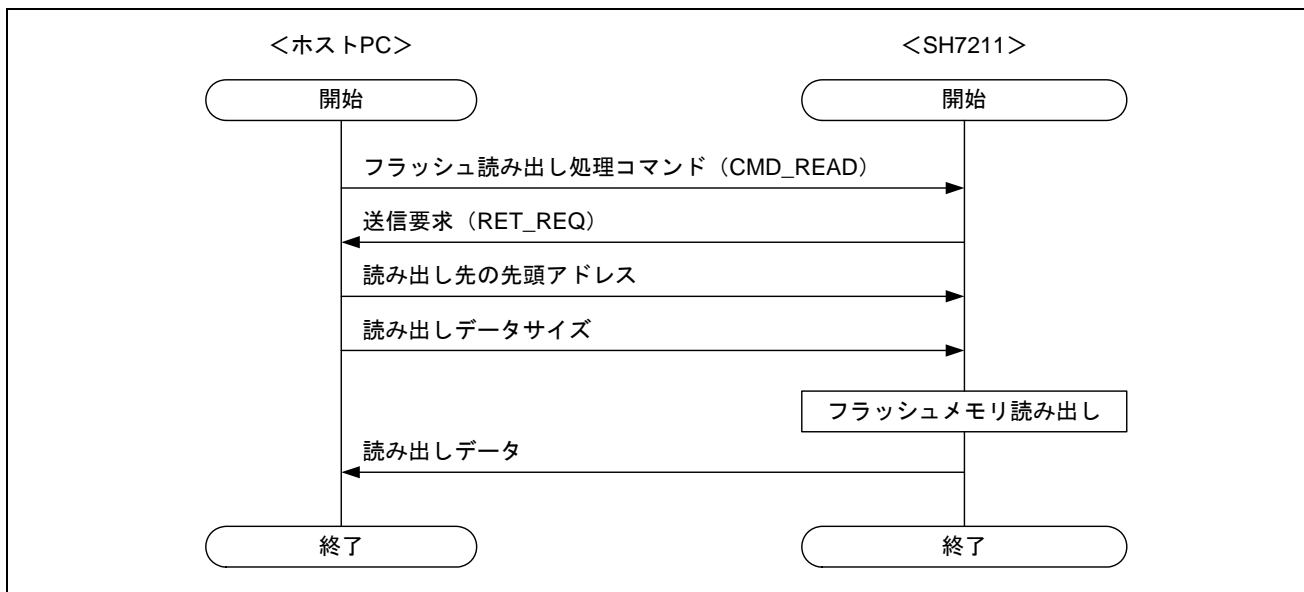 ＜ホストPC＞
＜SH7211＞
開始
開始
フラッシュ読み出し処理コマンド（CMD_READ）
送信要求（RET_REQ）
読み出し先の先頭アドレス
読み出しデータサイズ
フラッシュメモリ読み出し
読み出しデータ
終了
終了